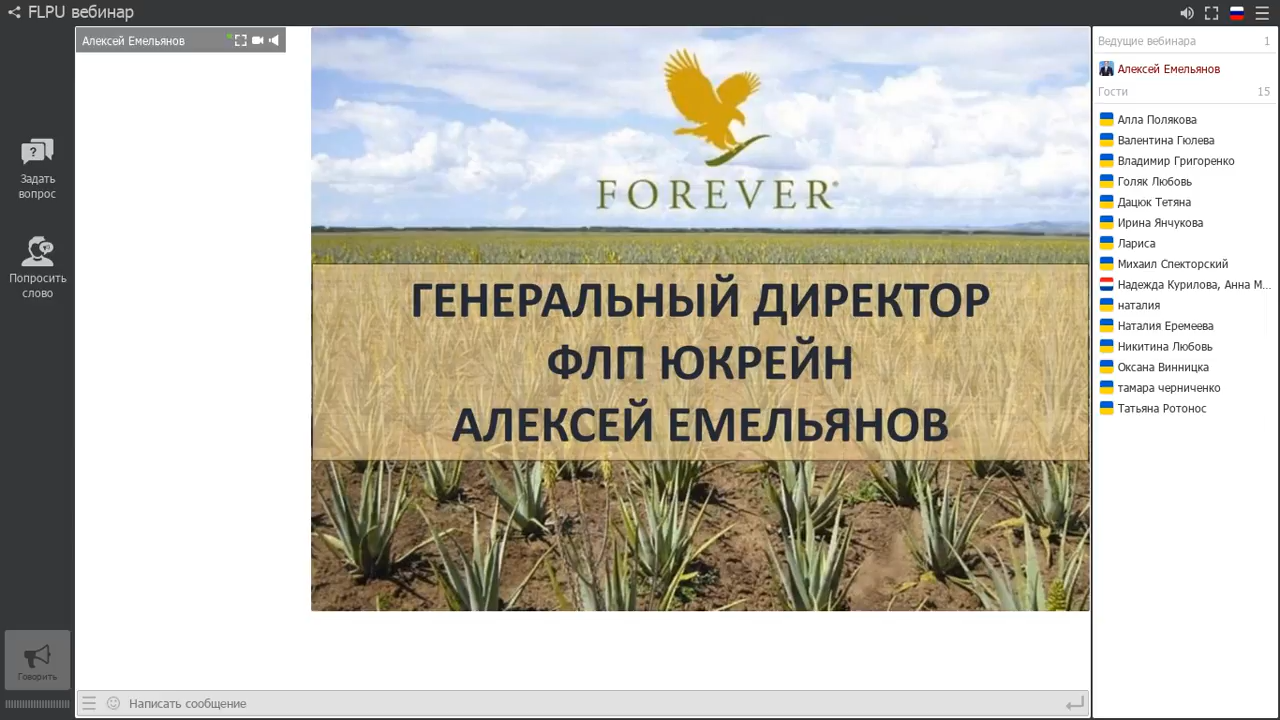 FLPU вебинар
Алексей Емельянов
Задать
вопрос
Попросить
слово
Говорить
FOREVER
ГЕНЕРАЛЬНЫЙ ДИРЕКТОР
ФЛП ЮКРЕЙН
АЛЕКСЕЙ ЕМЕЛЬЯНОВ
Написать сообщение
Ведущие вебинара 1
Алексей Емельянов
Гости 15
Алла Полякова
Валентина Гюлева
Владимир Григоренко
Голяк Любовь
Дацюк Тетяна
Ирина Янчукова
Лариса
Михаил Спекторский
Надежда Курилова, Анна М...
наталия
Наталия Еремеева
Никитина Любовь
Оксана Винницка
тамара черниченко
Татьяна Ротонос